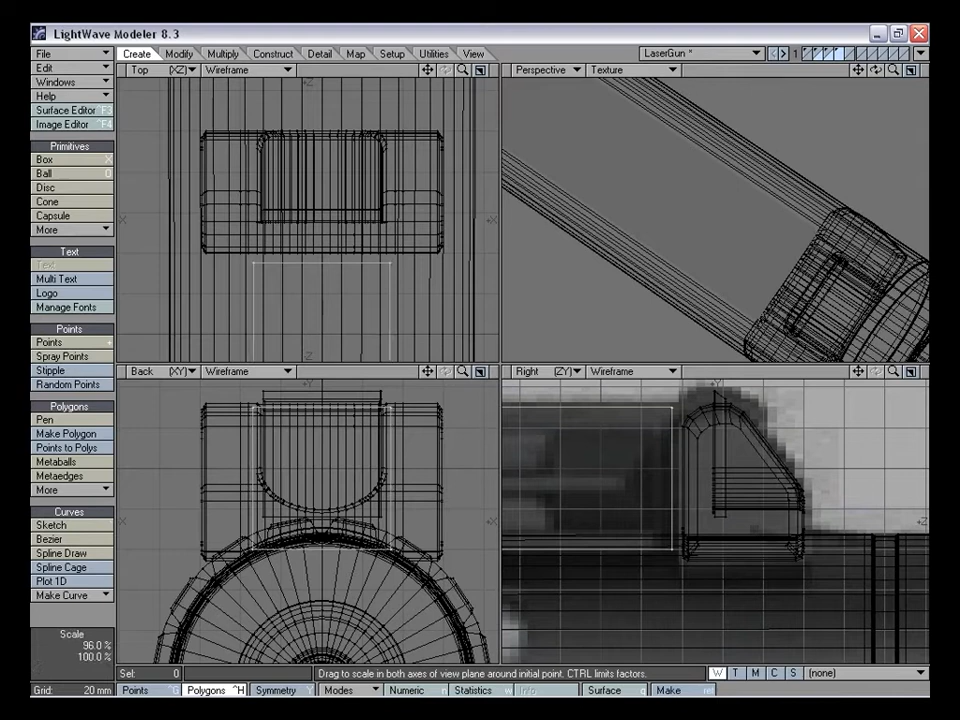 LightWave Modeler 8.3
File
Create Modify Multiply Construct Detail Map Setup Utilities View LaserGun * 1
Edit
Top (XZ) Wireframe Perspective Texture
Windows
Help
Surface Editor F3
Image Editor F4
Primitives
Box X
Ball O
Disc
Cone
Capsule
More
Text
Text
Multi Text
Logo
Manage Fonts
Points
Points +
Spray Points
Stipple
Back (XY) Wireframe Right (ZY) Wireframe
Random Points
Polygons
Pen
Make Polygon
Points to Polys
Metaballs
Metaedges
More
Curves
Sketch
Bezier
Spline Draw
Spline Cage
Plot 1D
Make Curve
Scale
96.0 %
100.0 %
Sel: 0 Drag to scale in both axes of view plane around initial point. CTRL limits factors. W T M C S (none)
Grid: 20 mm Points ^G Polygons ^H Symmetry Y Modes Numeric n Statistics w Info i Surface q Make ret